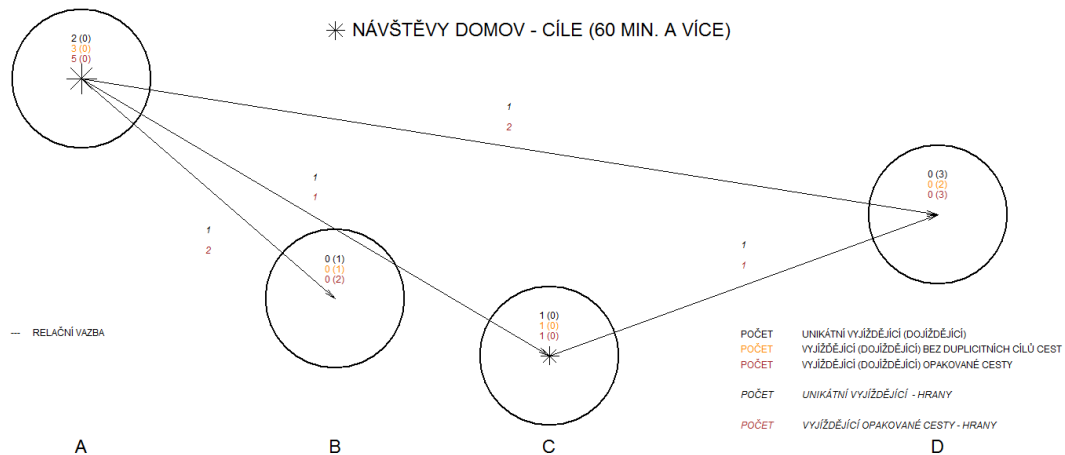 NÁVŠTĚVY DOMOV - CÍLE (60 MIN. A VÍCE)
2 (0)
3 (0)
5 (0)
1
2
1
1
0 (3)
0 (2)
0 (3)
1
2
0 (1)
0 (1)
0 (2)
1
1
1 (0)
1 (0)
1 (0)
--- RELAČNÍ VAZBA
POČET UNIKÁTNÍ VYJÍŽDĚJÍCÍ (DOJÍŽDĚJÍCÍ)
POČET VYJÍŽDĚJÍCÍ (DOJÍŽDĚJÍCÍ) BEZ DUPLICITNÍCH CÍLŮ CEST
POČET VYJÍŽDĚJÍCÍ (DOJÍŽDĚJÍCÍ) OPAKOVANÉ CESTY
POČET UNIKÁTNÍ VYJÍŽDĚJÍCÍ - HRANY
POČET VYJÍŽDĚJÍCÍ OPAKOVANÉ CESTY - HRANY
A B C D